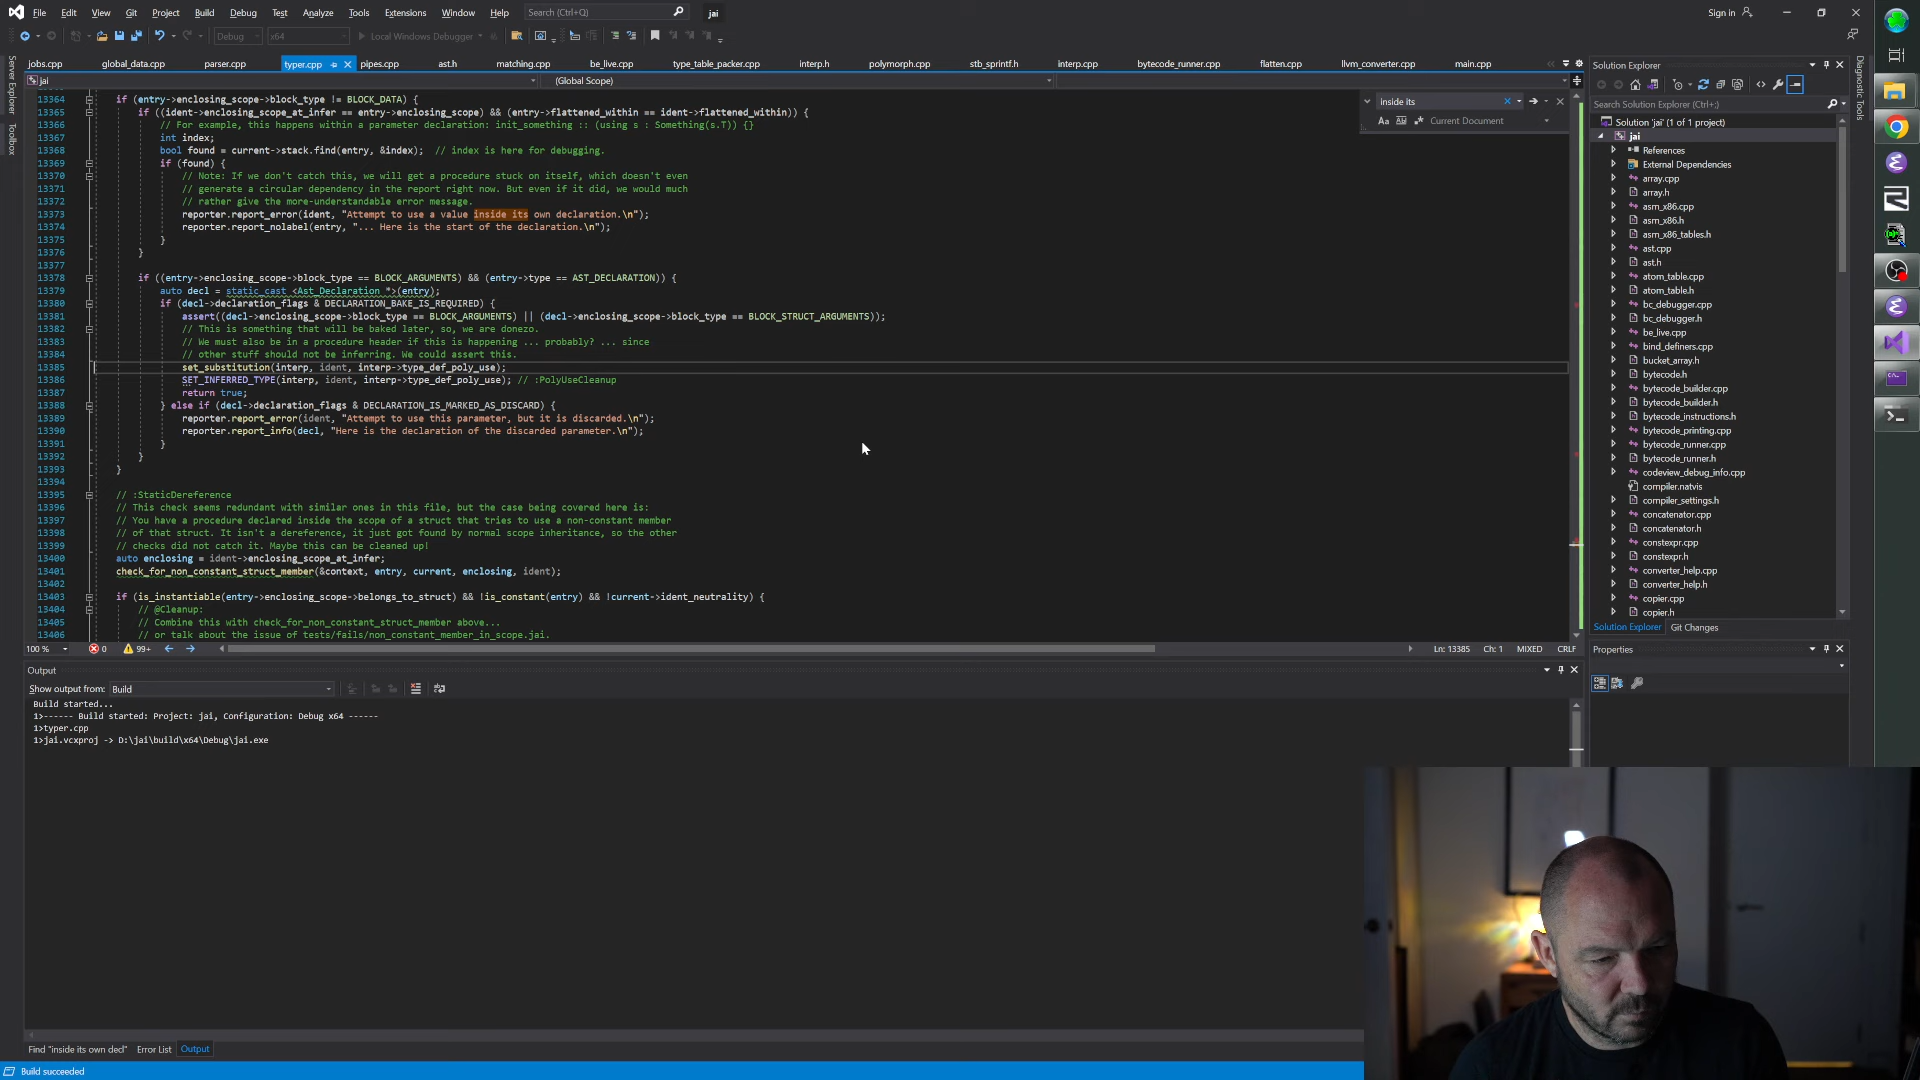 File Edit View Git Project Build Debug Test Analyze Tools Extensions Window Help Search (Ctrl+Q) jai Sign in
Debug x64 Local Windows Debugger
jobs.cpp global_data.cpp parser.cpp typer.cpp pipes.cpp ast.h matching.cpp be_live.cpp type_table_packer.cpp interp.h polymorph.cpp stb_sprintf.h interp.cpp bytecode_runner.cpp flatten.cpp llvm_converter.cpp main.cpp
jai (Global Scope)
Server Explorer
Toolbox
inside its
Aa Current Document
13364 if (entry->enclosing_scope->block_type != BLOCK_DATA) {
13365 if ((ident->enclosing_scope_at_infer == entry->enclosing_scope) && (entry->flattened_within == ident->flattened_within)) {
13366 // For example, this happens within a parameter declaration: init_something :: (using s : Something(s.T)) {}
13367 int index;
13368 bool found = current->stack.find(entry, &index);  // index is here for debugging.
13369 if (found) {
13370 // Note: If we don't catch this, we will get a procedure stuck on itself, which doesn't even
13371 // generate a circular dependency in the report right now. But even if it did, we would much
13372 // rather give the more-understandable error message.
13373 reporter.report_error(ident, "Attempt to use a value inside its own declaration.\n");
13374 reporter.report_nolabel(entry, "... Here is the start of the declaration.\n");
13375 }
13376 }
13377
13378 if ((entry->enclosing_scope->block_type == BLOCK_ARGUMENTS) && (entry->type == AST_DECLARATION)) {
13379 auto decl = static_cast <Ast_Declaration *>(entry);
13380 if (decl->declaration_flags & DECLARATION_BAKE_IS_REQUIRED) {
13381 assert((decl->enclosing_scope->block_type == BLOCK_ARGUMENTS) || (decl->enclosing_scope->block_type == BLOCK_STRUCT_ARGUMENTS));
13382 // This is something that will be baked later, so, we are donezo.
13383 // We must also be in a procedure header if this is happening ... probably? ... since
13384 // other stuff should not be inferring. We could assert this.
13385 set_substitution(interp, ident, interp->type_def_poly_use);
13386 SET_INFERRED_TYPE(interp, ident, interp->type_def_poly_use); // :PolyUseCleanup
13387 return true;
13388 } else if (decl->declaration_flags & DECLARATION_IS_MARKED_AS_DISCARD) {
13389 reporter.report_error(ident, "Attempt to use this parameter, but it is discarded.\n");
13390 reporter.report_info(decl, "Here is the declaration of the discarded parameter.\n");
13391 }
13392 }
13393 }
13394
13395 // :StaticDereference
13396 // This check seems redundant with similar ones in this file, but the case being covered here is:
13397 // You have a procedure declared inside the scope of a struct that tries to use a non-constant member
13398 // of that struct. It isn't a dereference, it just got found by normal scope inheritance, so the other
13399 // checks did not catch it. Maybe this can be cleaned up!
13400 auto enclosing = ident->enclosing_scope_at_infer;
13401 check_for_non_constant_struct_member(&context, entry, current, enclosing, ident);
13402
13403 if (is_instantiable(entry->enclosing_scope->belongs_to_struct) && !is_constant(entry) && !current->ident_neutrality) {
13404 // @Cleanup:
13405 // Combine this with check_for_non_constant_struct_member above...
13406 // or talk about the issue of tests/fails/non_constant_member_in_scope.jai.
100 % 0 99+ Ln: 13385 Ch: 1 MIXED CRLF
Output
Show output from: Build
Build started...
1>------ Build started: Project: jai, Configuration: Debug x64 ------
1>typer.cpp
1>jai.vcxproj -> D:\jai\build\x64\Debug\jai.exe
Find "inside its own decl" Error List Output
Build succeeded
Solution Explorer
Search Solution Explorer (Ctrl+;)
Solution 'jai' (1 of 1 project)
jai
References
External Dependencies
array.cpp
array.h
asm_x86.cpp
asm_x86.h
asm_x86_tables.h
ast.cpp
ast.h
atom_table.cpp
atom_table.h
bc_debugger.cpp
bc_debugger.h
be_live.cpp
bind_definers.cpp
bucket_array.h
bytecode.h
bytecode_builder.cpp
bytecode_builder.h
bytecode_instructions.h
bytecode_printing.cpp
bytecode_runner.cpp
bytecode_runner.h
codeview_debug_info.cpp
compiler.natvis
compiler_settings.h
concatenator.cpp
concatenator.h
constexpr.cpp
constexpr.h
converter_help.cpp
converter_help.h
copier.cpp
copier.h
Solution Explorer Git Changes
Properties
Diagnostic Tools